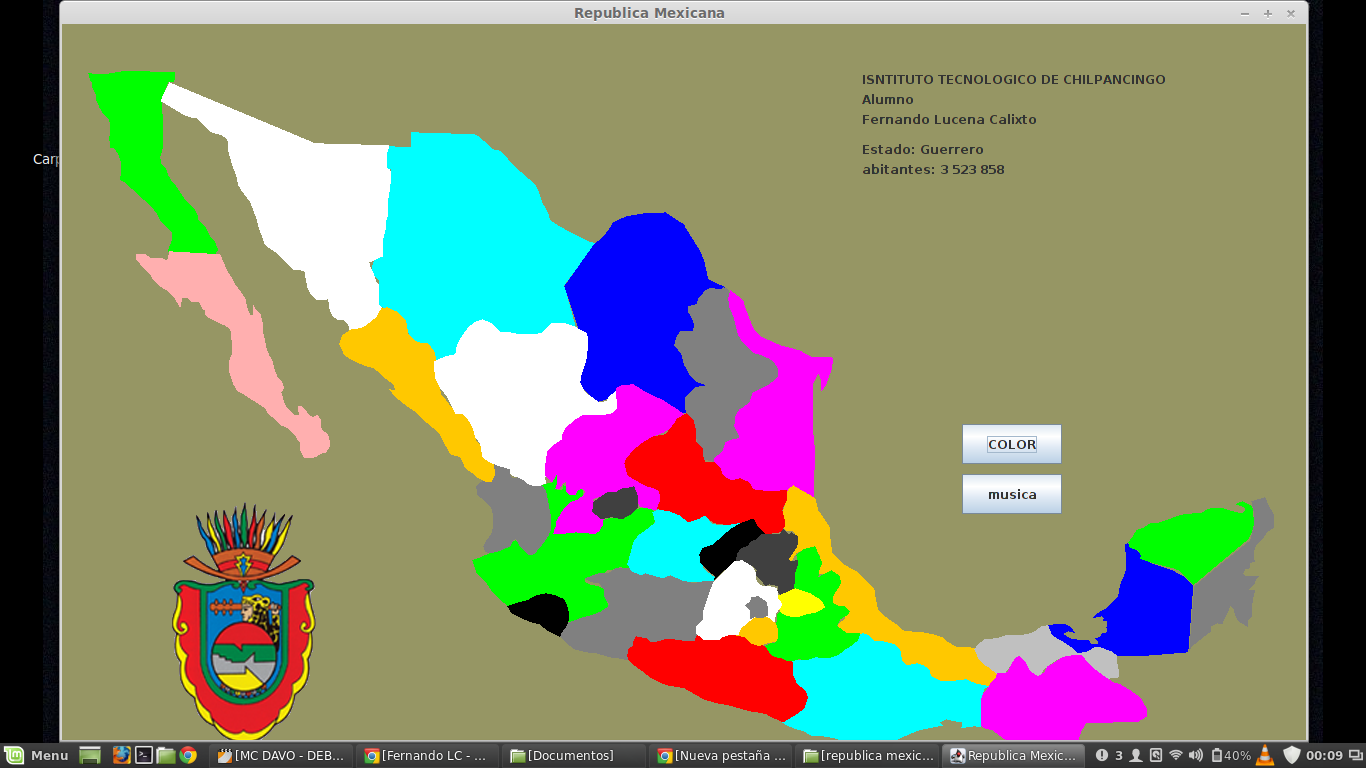 Republica Mexicana
ISNTITUTO TECNOLOGICO DE CHILPANCINGO
Alumno
Fernando Lucena Calixto
Estado: Guerrero
abitantes: 3 523 858
Carp
COLOR
musica
Menu [MC DAVO - DEB... [Fernando LC - ... [Documentos] [Nueva pestaña ... [republica mexic... Republica Mexic... 3 40% 00:09